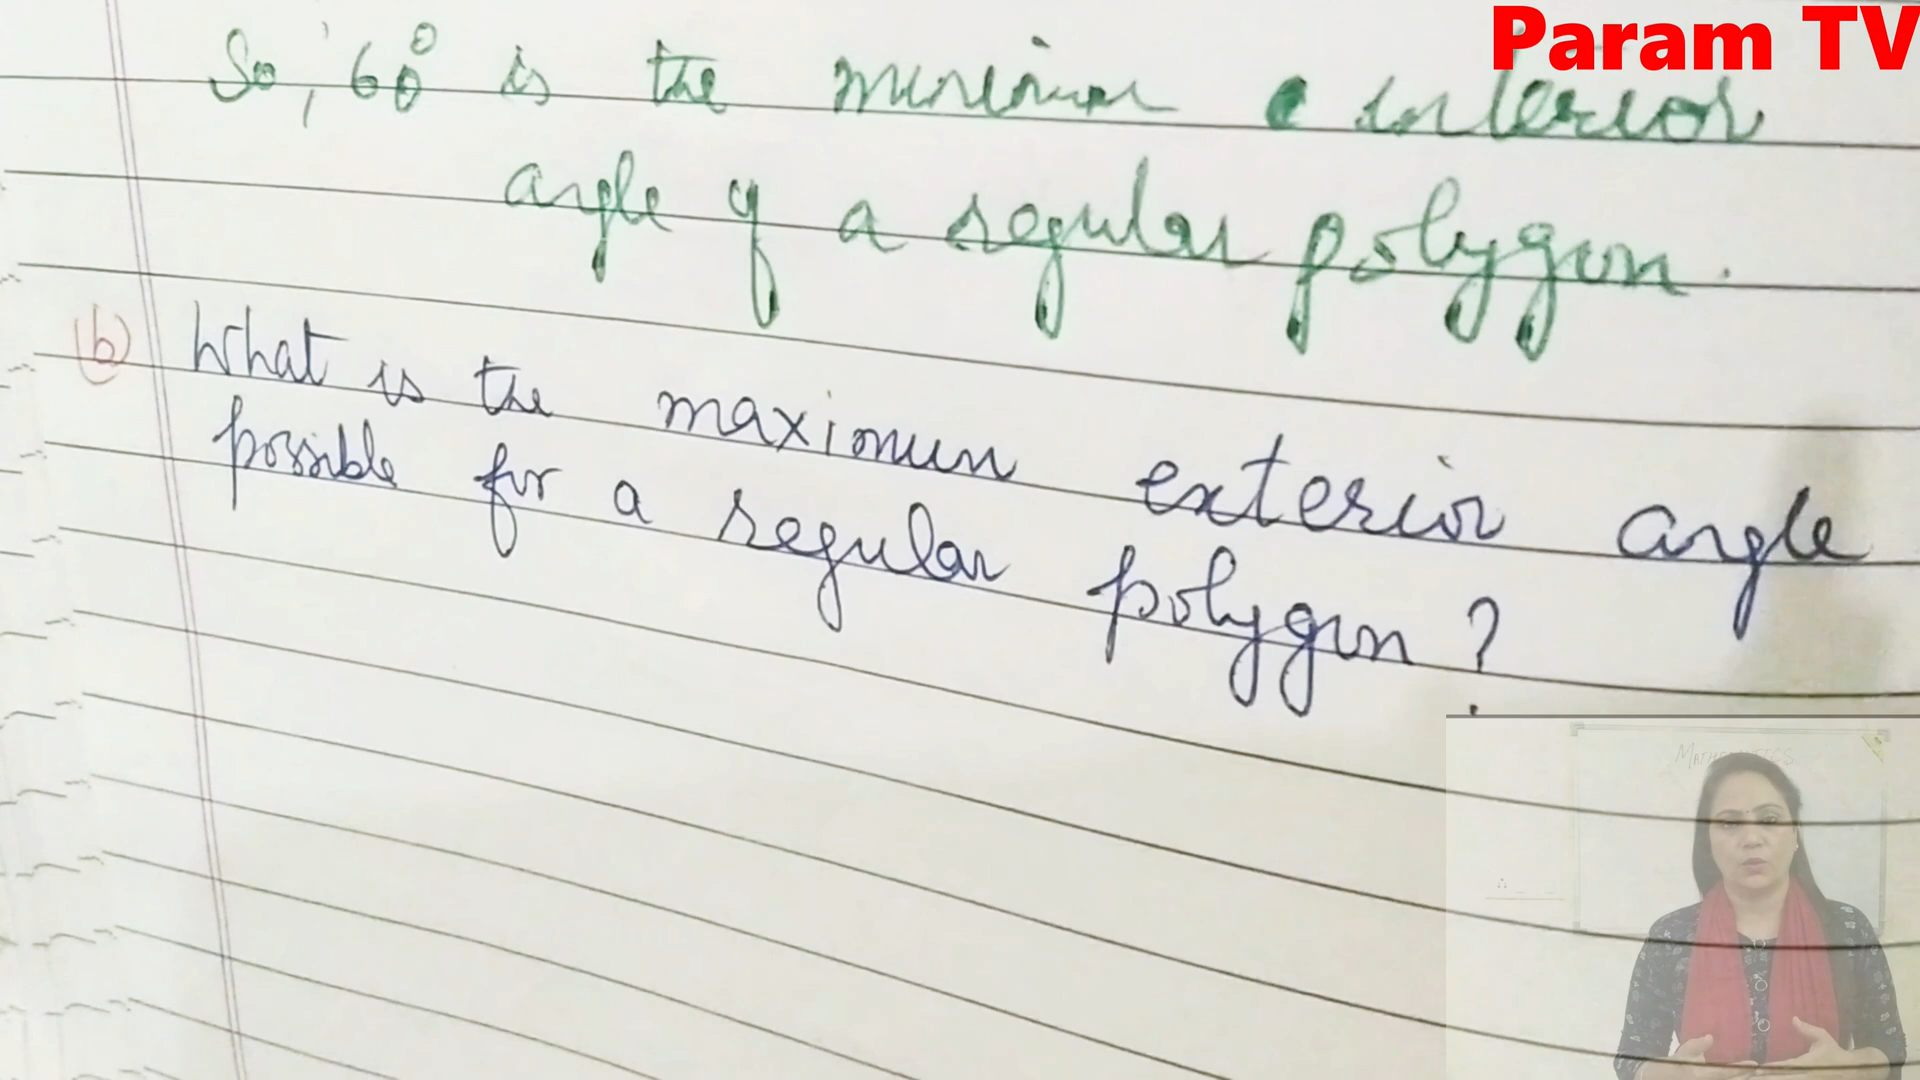 Param TV
So, 60° is the minimum interior
angle of a regular polygon.
(b) What is the maximum exterior angle
possible for a regular polygon?
MATHEMATICS